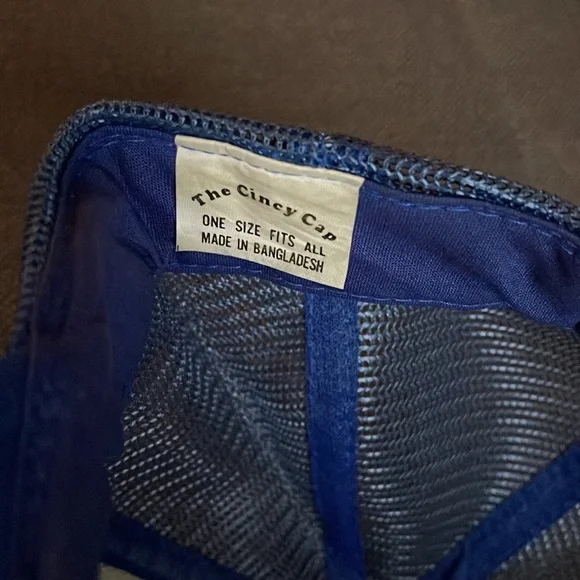 The Cincy Cap
ONE SIZE FITS ALL
MADE IN BANGLADESH